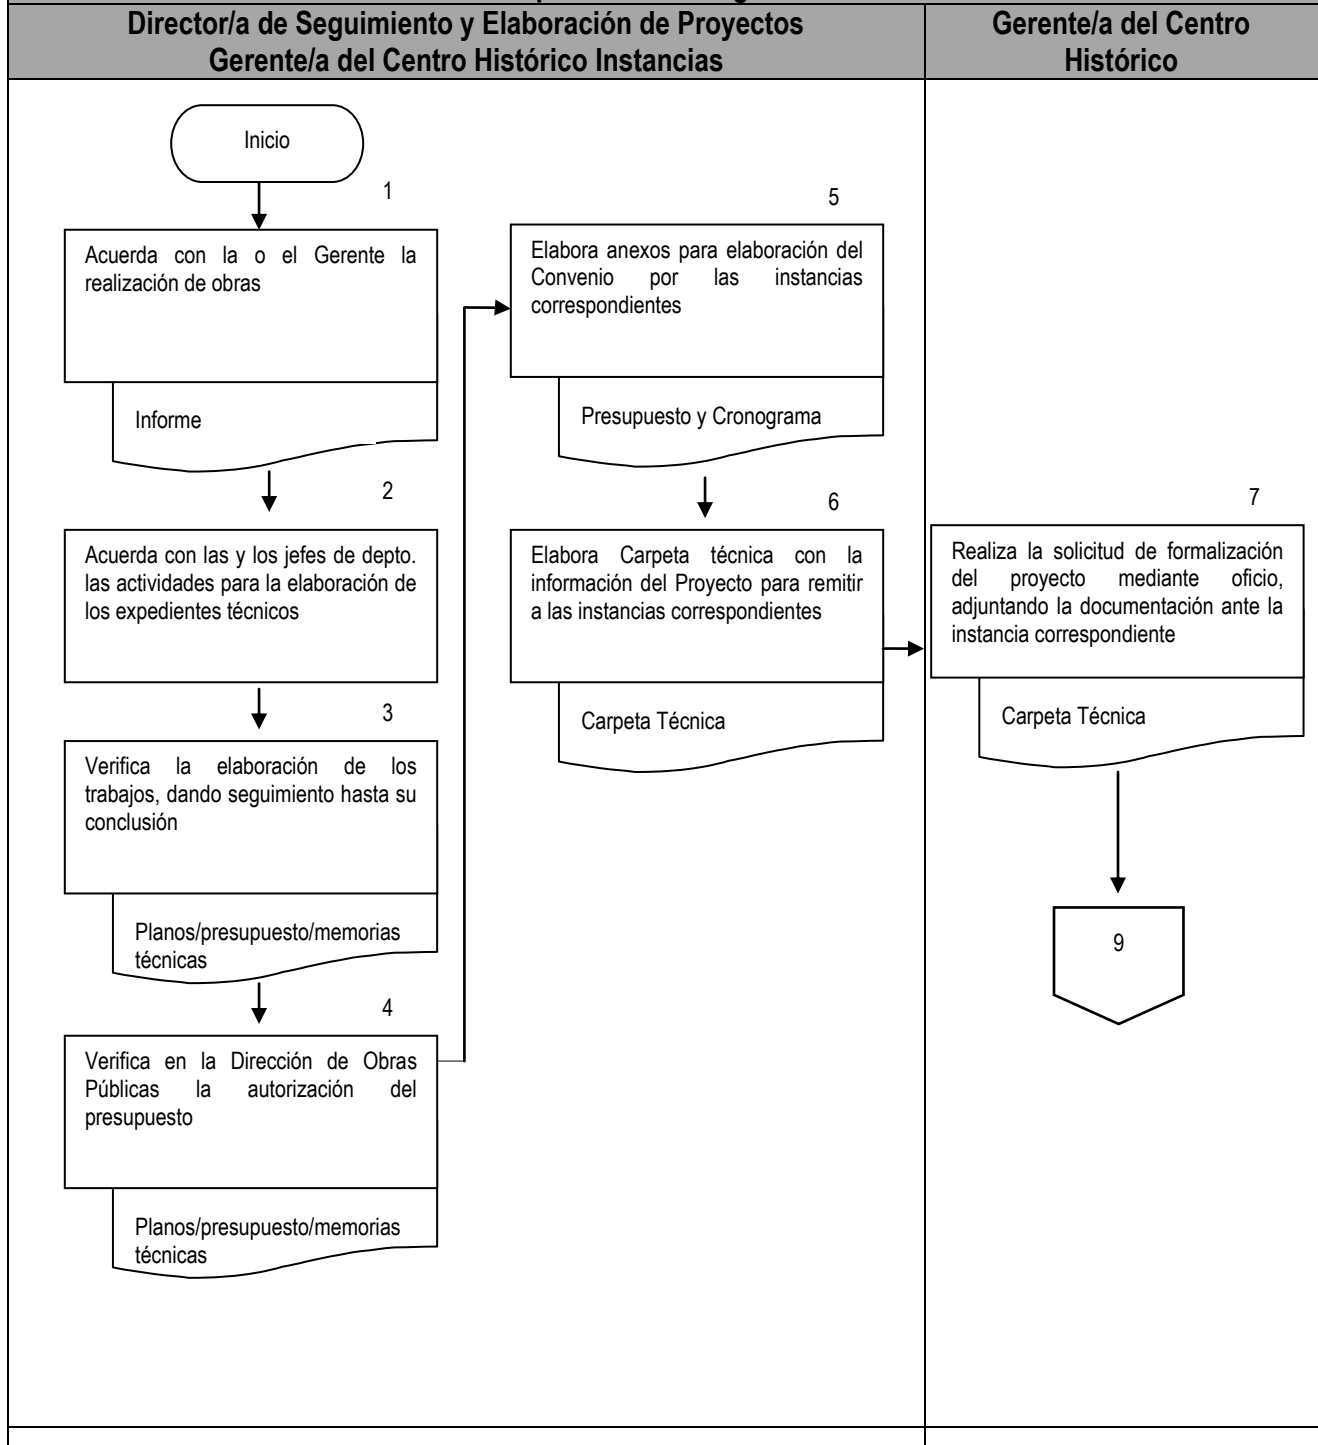 Director/a de Seguimiento y Elaboración de Proyectos
Gerente/a del Centro Histórico Instancias
Gerente/a del Centro
Histórico
Inicio
1
Acuerda con la o el Gerente la
realización de obras
Informe
2
Acuerda con las y los jefes de depto.
las actividades para la elaboración de
los expedientes técnicos
3
Verifica la elaboración de los
trabajos, dando seguimiento hasta su
conclusión
Planos/presupuesto/memorias
técnicas
4
Verifica en la Dirección de Obras
Públicas la autorización del
presupuesto
Planos/presupuesto/memorias
técnicas
5
Elabora anexos para elaboración del
Convenio por las instancias
correspondientes
Presupuesto y Cronograma
6
Elabora Carpeta técnica con la
información del Proyecto para remitir
a las instancias correspondientes
Carpeta Técnica
7
Realiza la solicitud de formalización
del proyecto mediante oficio,
adjuntando la documentación ante la
instancia correspondiente
Carpeta Técnica
9